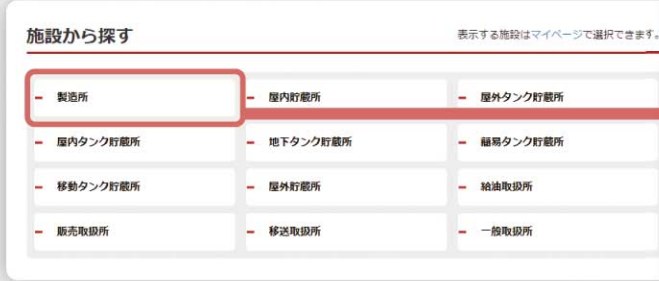 施設から探す
表示する施設はマイページで選択できます。
製造所
屋内貯蔵所
屋外タンク貯蔵所
屋内タンク貯蔵所
地下タンク貯蔵所
簡易タンク貯蔵所
移動タンク貯蔵所
屋外貯蔵所
給油取扱所
販売取扱所
移送取扱所
一般取扱所